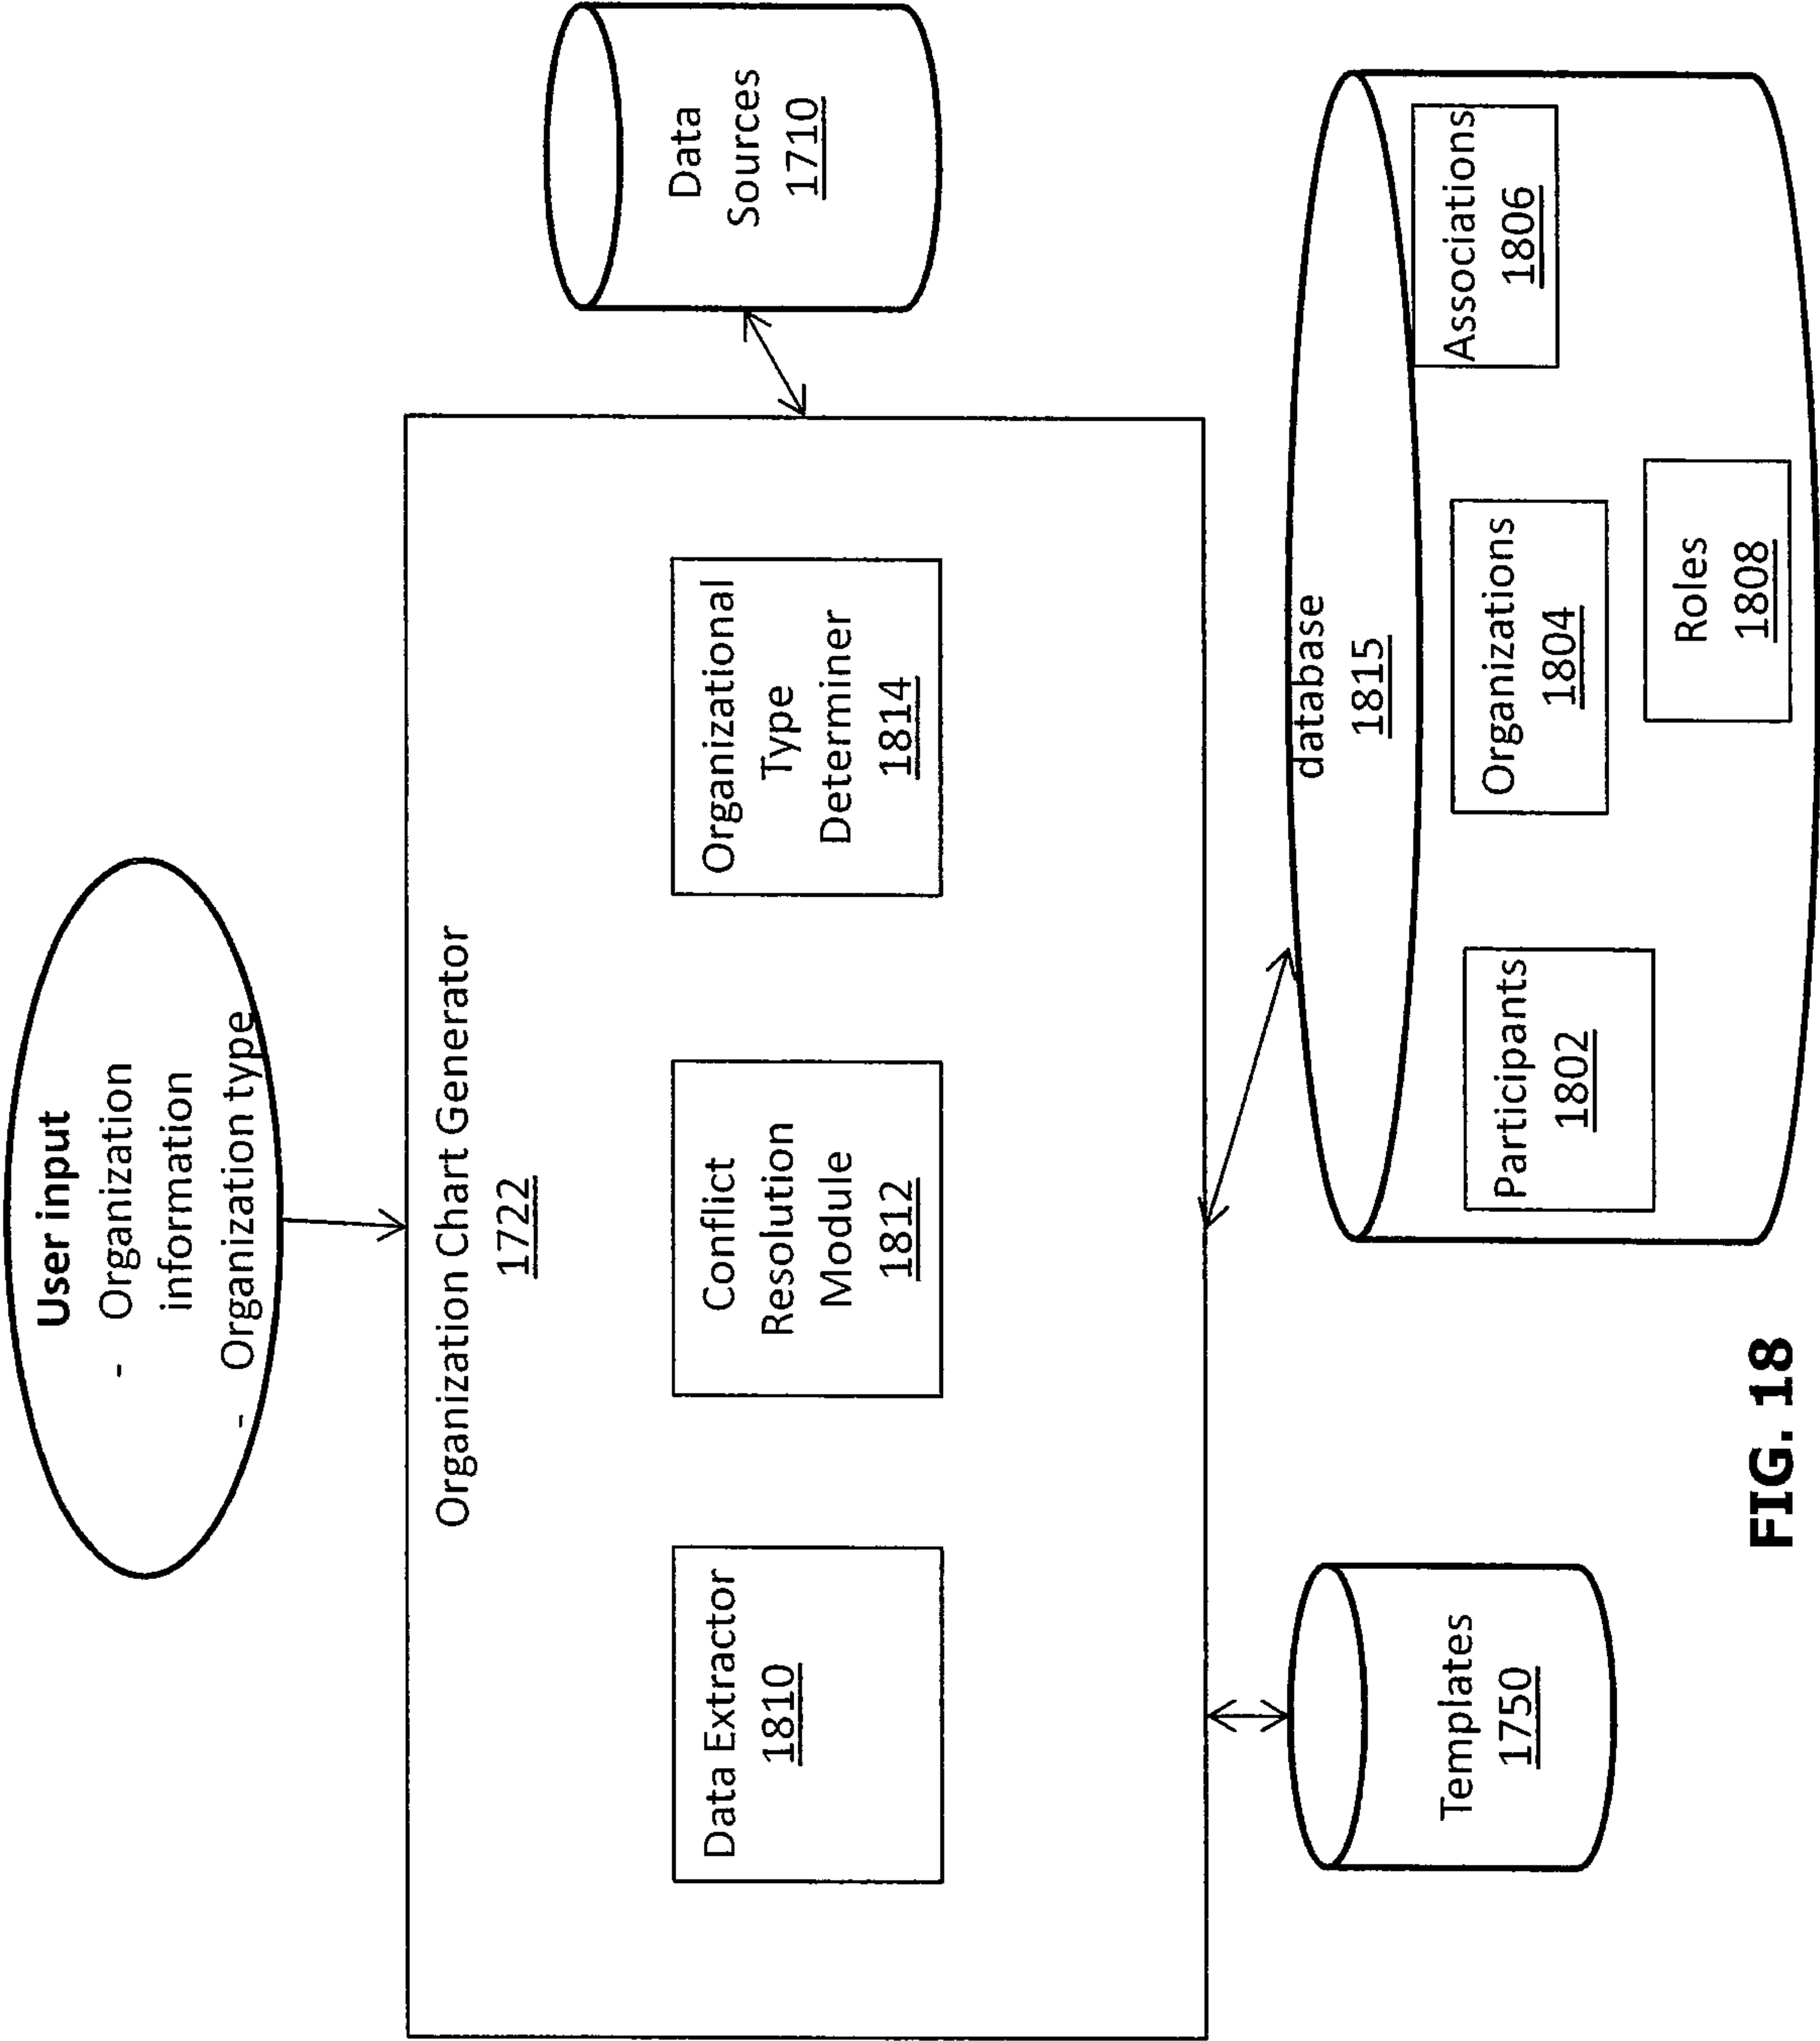 User input
- Organization
information
- Organization type
Organization Chart Generator
1722
Data Extractor
1810
Conflict
Resolution
Module
1812
Organizational
Type
Determiner
1814
Data
Sources
1710
Templates
1750
database
1815
Participants
1802
Organizations
1804
Associations
1806
Roles
1808
FIG. 18